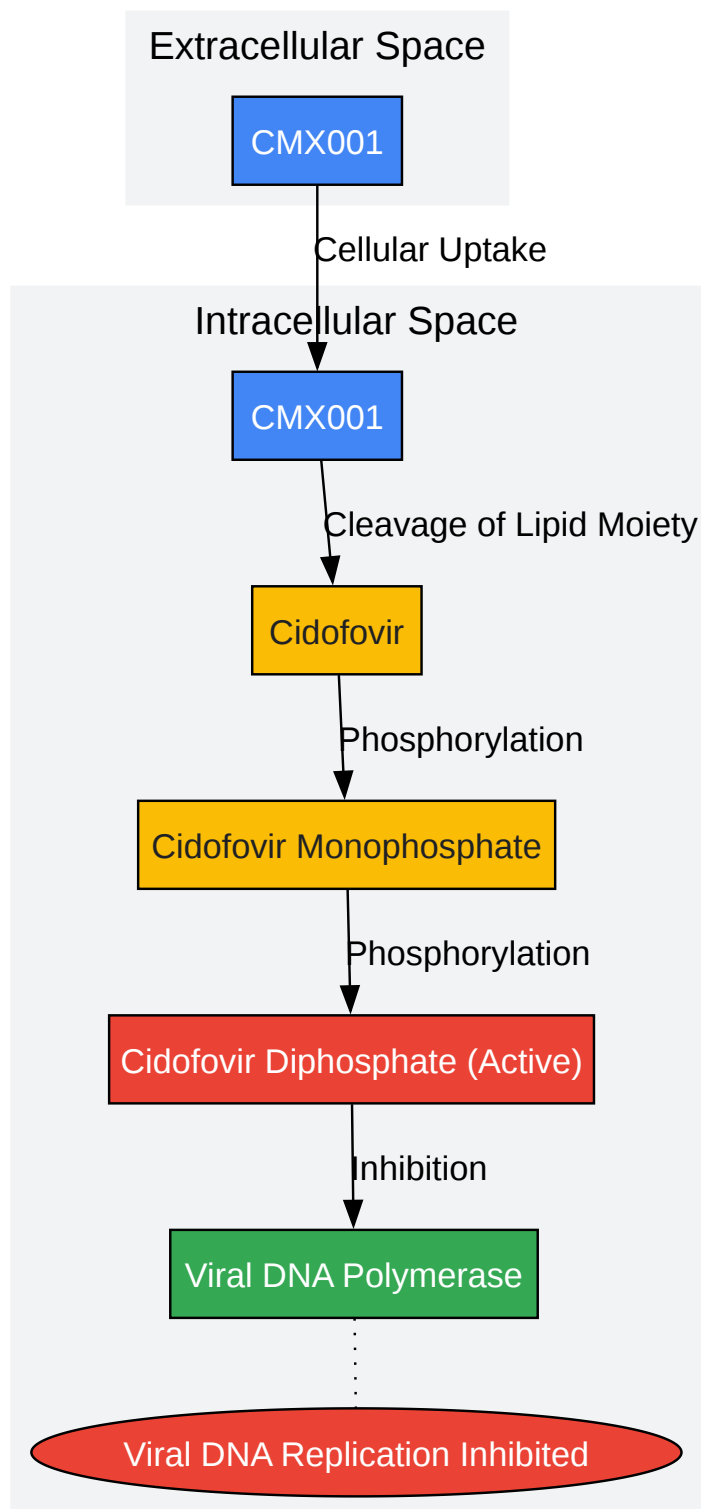 Extracellular Space
CMX001
Cellular Uptake
Intracellular Space
CMX001
Cleavage of Lipid Moiety
Cidofovir
Phosphorylation
Cidofovir Monophosphate
Phosphorylation
Cidofovir Diphosphate (Active)
Inhibition
Viral DNA Polymerase
Viral DNA Replication Inhibited